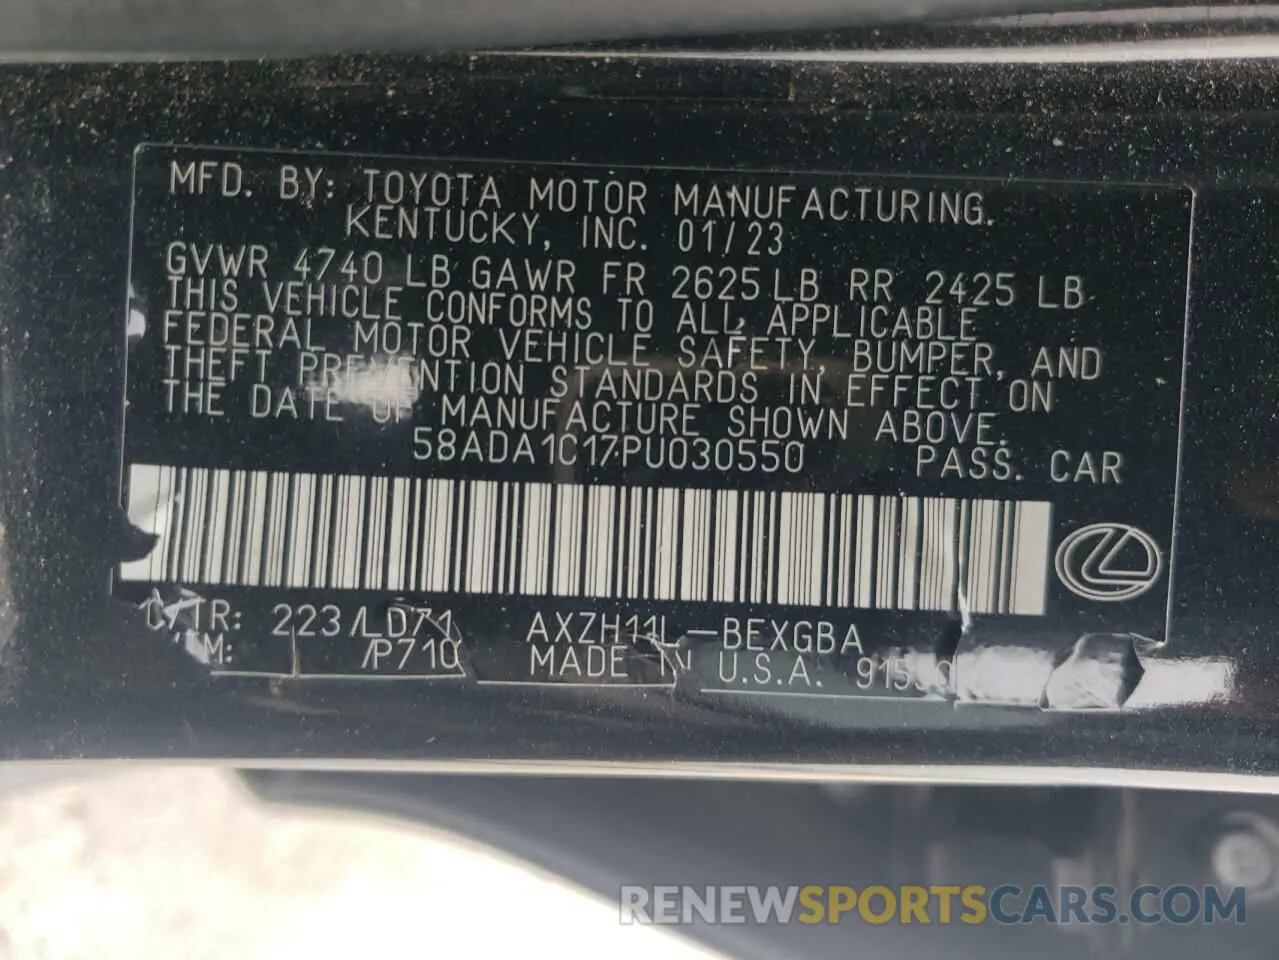 MFD. BY: TOYOTA MOTOR MANUFACTURING.
KENTUCKY, INC. 01/23
GVWR 4740 LB GAWR FR 2625 LB RR 2425 LB
THIS VEHICLE CONFORMS TO ALL APPLICABLE
FEDERAL MOTOR VEHICLE SAFETY, BUMPER, AND
THEFT PREVENTION STANDARDS IN EFFECT ON
THE DATE OF MANUFACTURE SHOWN ABOVE.
58ADA1C17PU030550 PASS. CAR
C/TR: 223/LD71 AXZH11L-BEXGBA
/P710 MADE IN U.S.A.
RENEWSPORTSCARS.COM